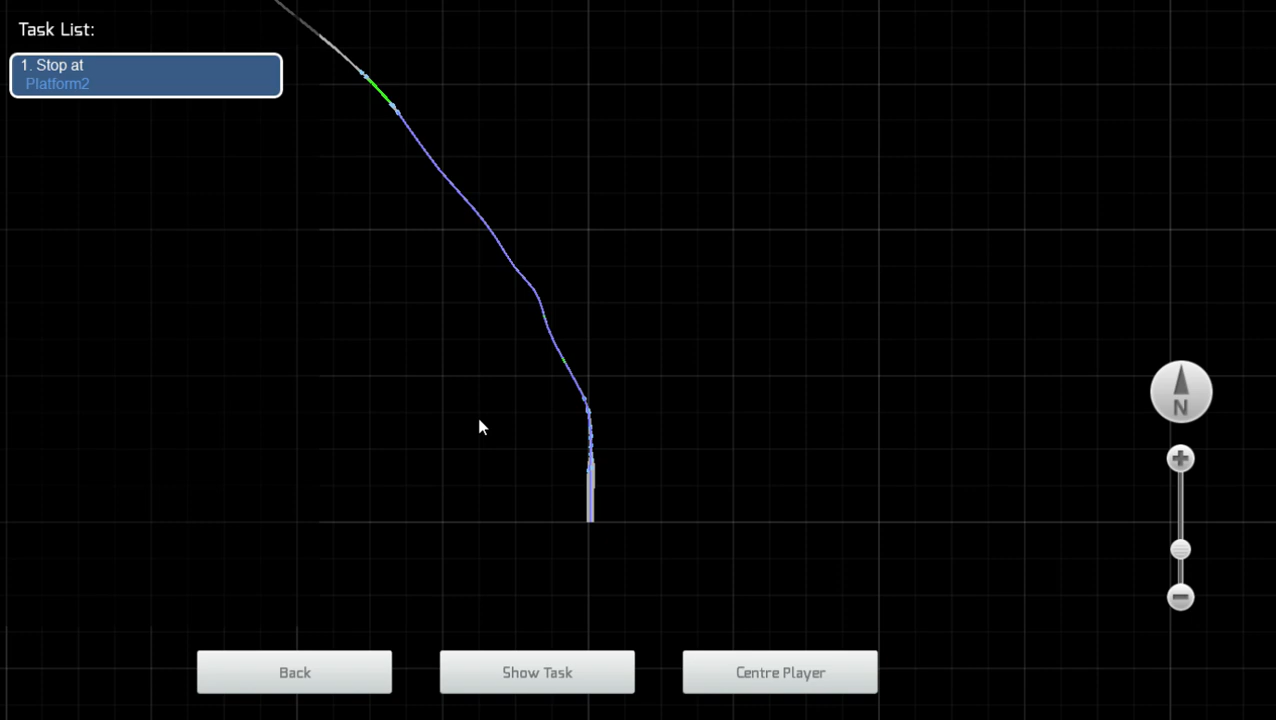 Task List:
1. Stop at
Platform2
N
Back
Show Task
Centre Player